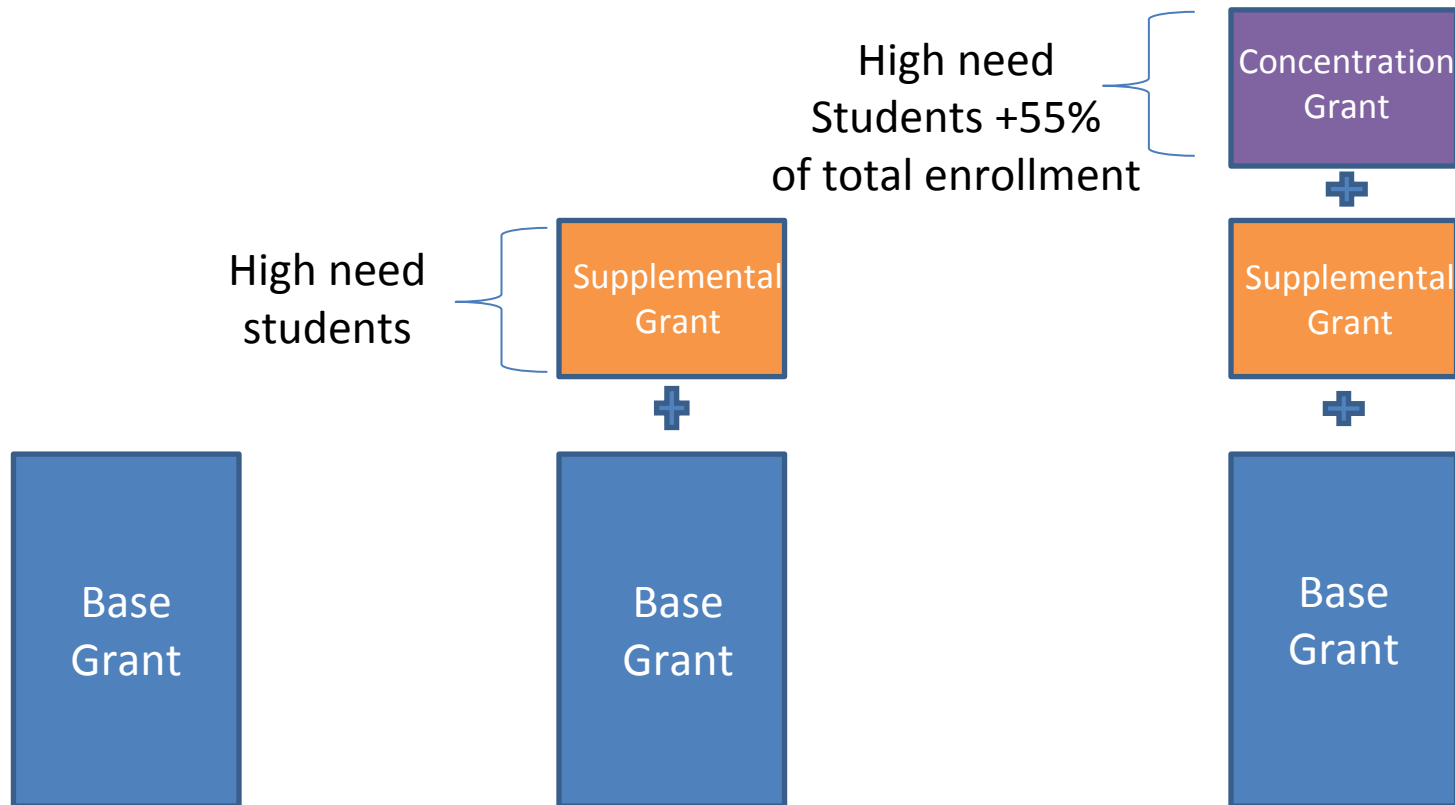 High need
Students +55%
of total enrollment
Concentration
Grant
High need
students
Supplemental
Grant
Supplemental
Grant
Base
Grant
Base
Grant
Base
Grant